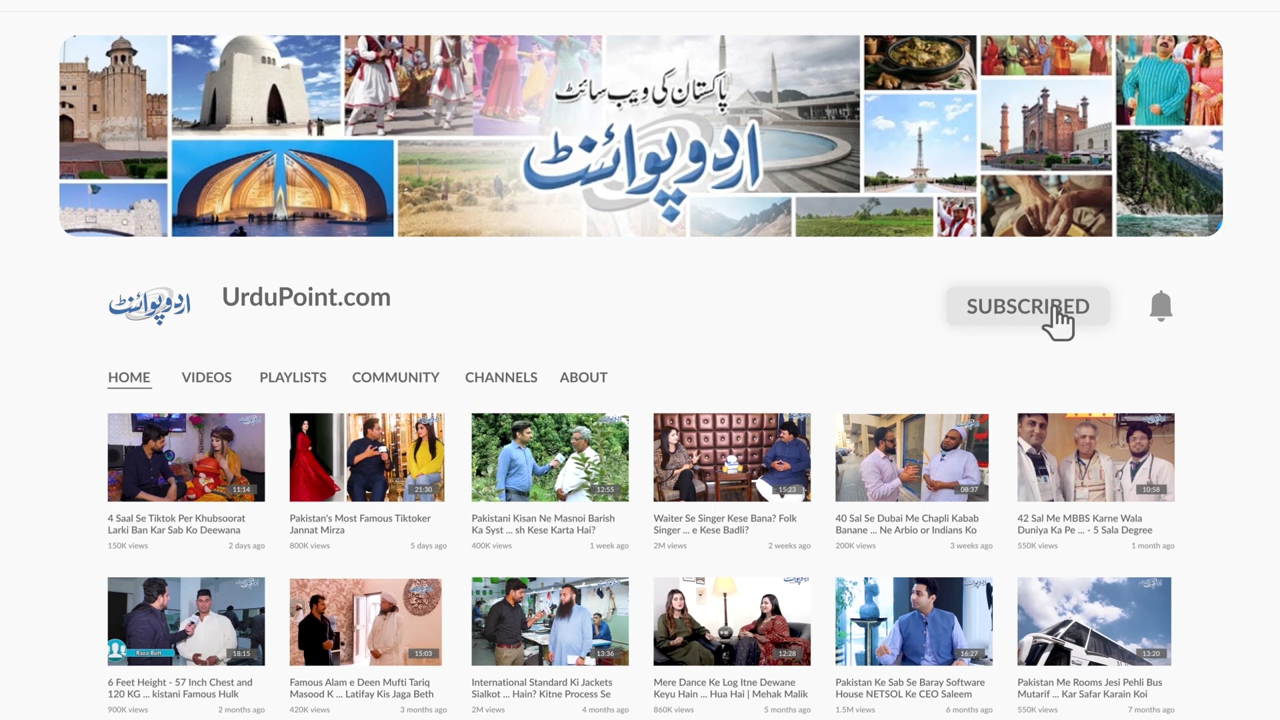 پاکستان کی ویب سائٹ
اردو پوائنٹ
اردو پوائنٹ
UrduPoint.com
SUBSCRIBED
HOME VIDEOS PLAYLISTS COMMUNITY CHANNELS ABOUT
11:14 21:30 12:55 15:23 08:37 10:58
4 Saal Se Tiktok Per Khubsoorat
Larki Ban Kar Sab Ko Deewana
150K views 2 days ago
Pakistan's Most Famous Tiktoker
Jannat Mirza
800K views 5 days ago
Pakistani Kisan Ne Masnoi Barish
Ka Syst ... sh Kese Karta Hai?
400K views 1 week ago
Waiter Se Singer Kese Bana? Folk
Singer ... e Kese Badli?
2M views 2 weeks ago
40 Sal Se Dubai Me Chapli Kabab
Banane ... Ne Arbio or Indians Ko
200K views 3 weeks ago
42 Sal Me MBBS Karne Wala
Duniya Ka Pe ... - 5 Sala Degree
550K views 1 month ago
Raza Butt
18:15 15:03 13:36 12:28 16:27 13:20
6 Feet Height - 57 Inch Chest and
120 KG ... kistani Famous Hulk
900K views 2 months ago
Famous Alam e Deen Mufti Tariq
Masood K ... Latifay Kis Jaga Beth
420K views 3 months ago
International Standard Ki Jackets
Sialkot ... Hain? Kitne Process Se
2M views 4 months ago
Mere Dance Ke Log Itne Dewane
Keyu Hain ... Hua Hai | Mehak Malik
860K views 5 months ago
Pakistan Ke Sab Se Baray Software
House NETSOL Ke CEO Saleem
1.5M views 6 months ago
Pakistan Me Rooms Jesi Pehli Bus
Mutarif ... Kar Safar Karain Koi
550K views 7 months ago